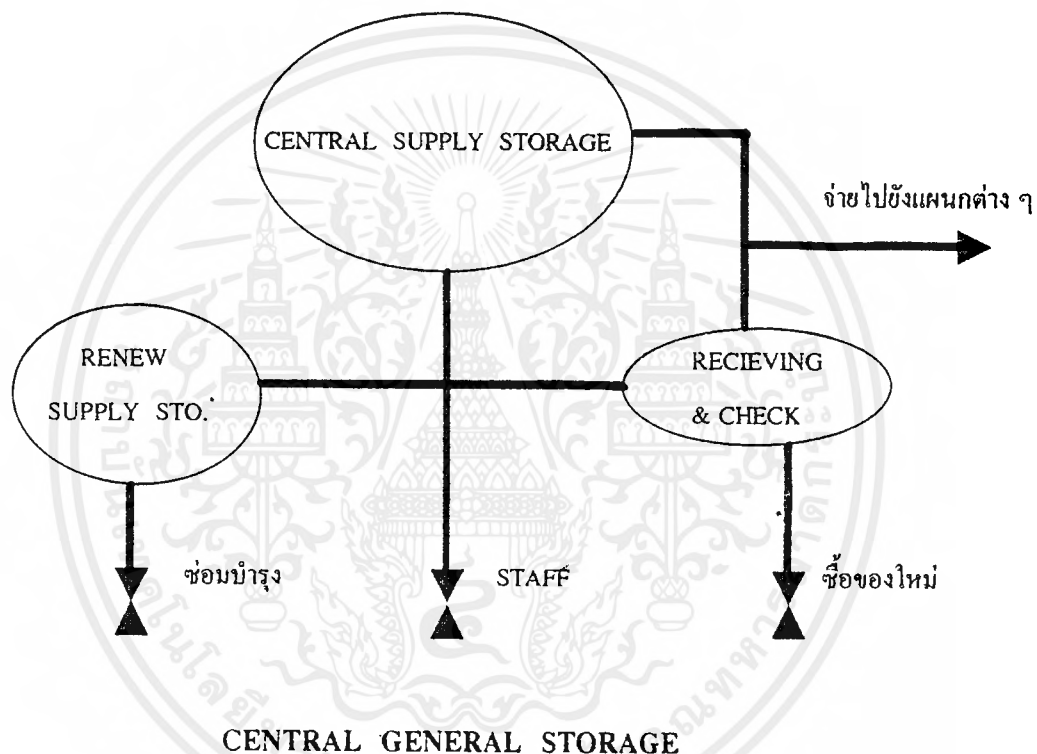 CENTRAL SUPPLY STORAGE
จ่ายไปยังแผนกต่าง ๆ
RENEW
SUPPLY STO.
RECIEVING
& CHECK
ซ่อมบำรุง
STAFF
ซื้อของใหม่
CENTRAL GENERAL STORAGE